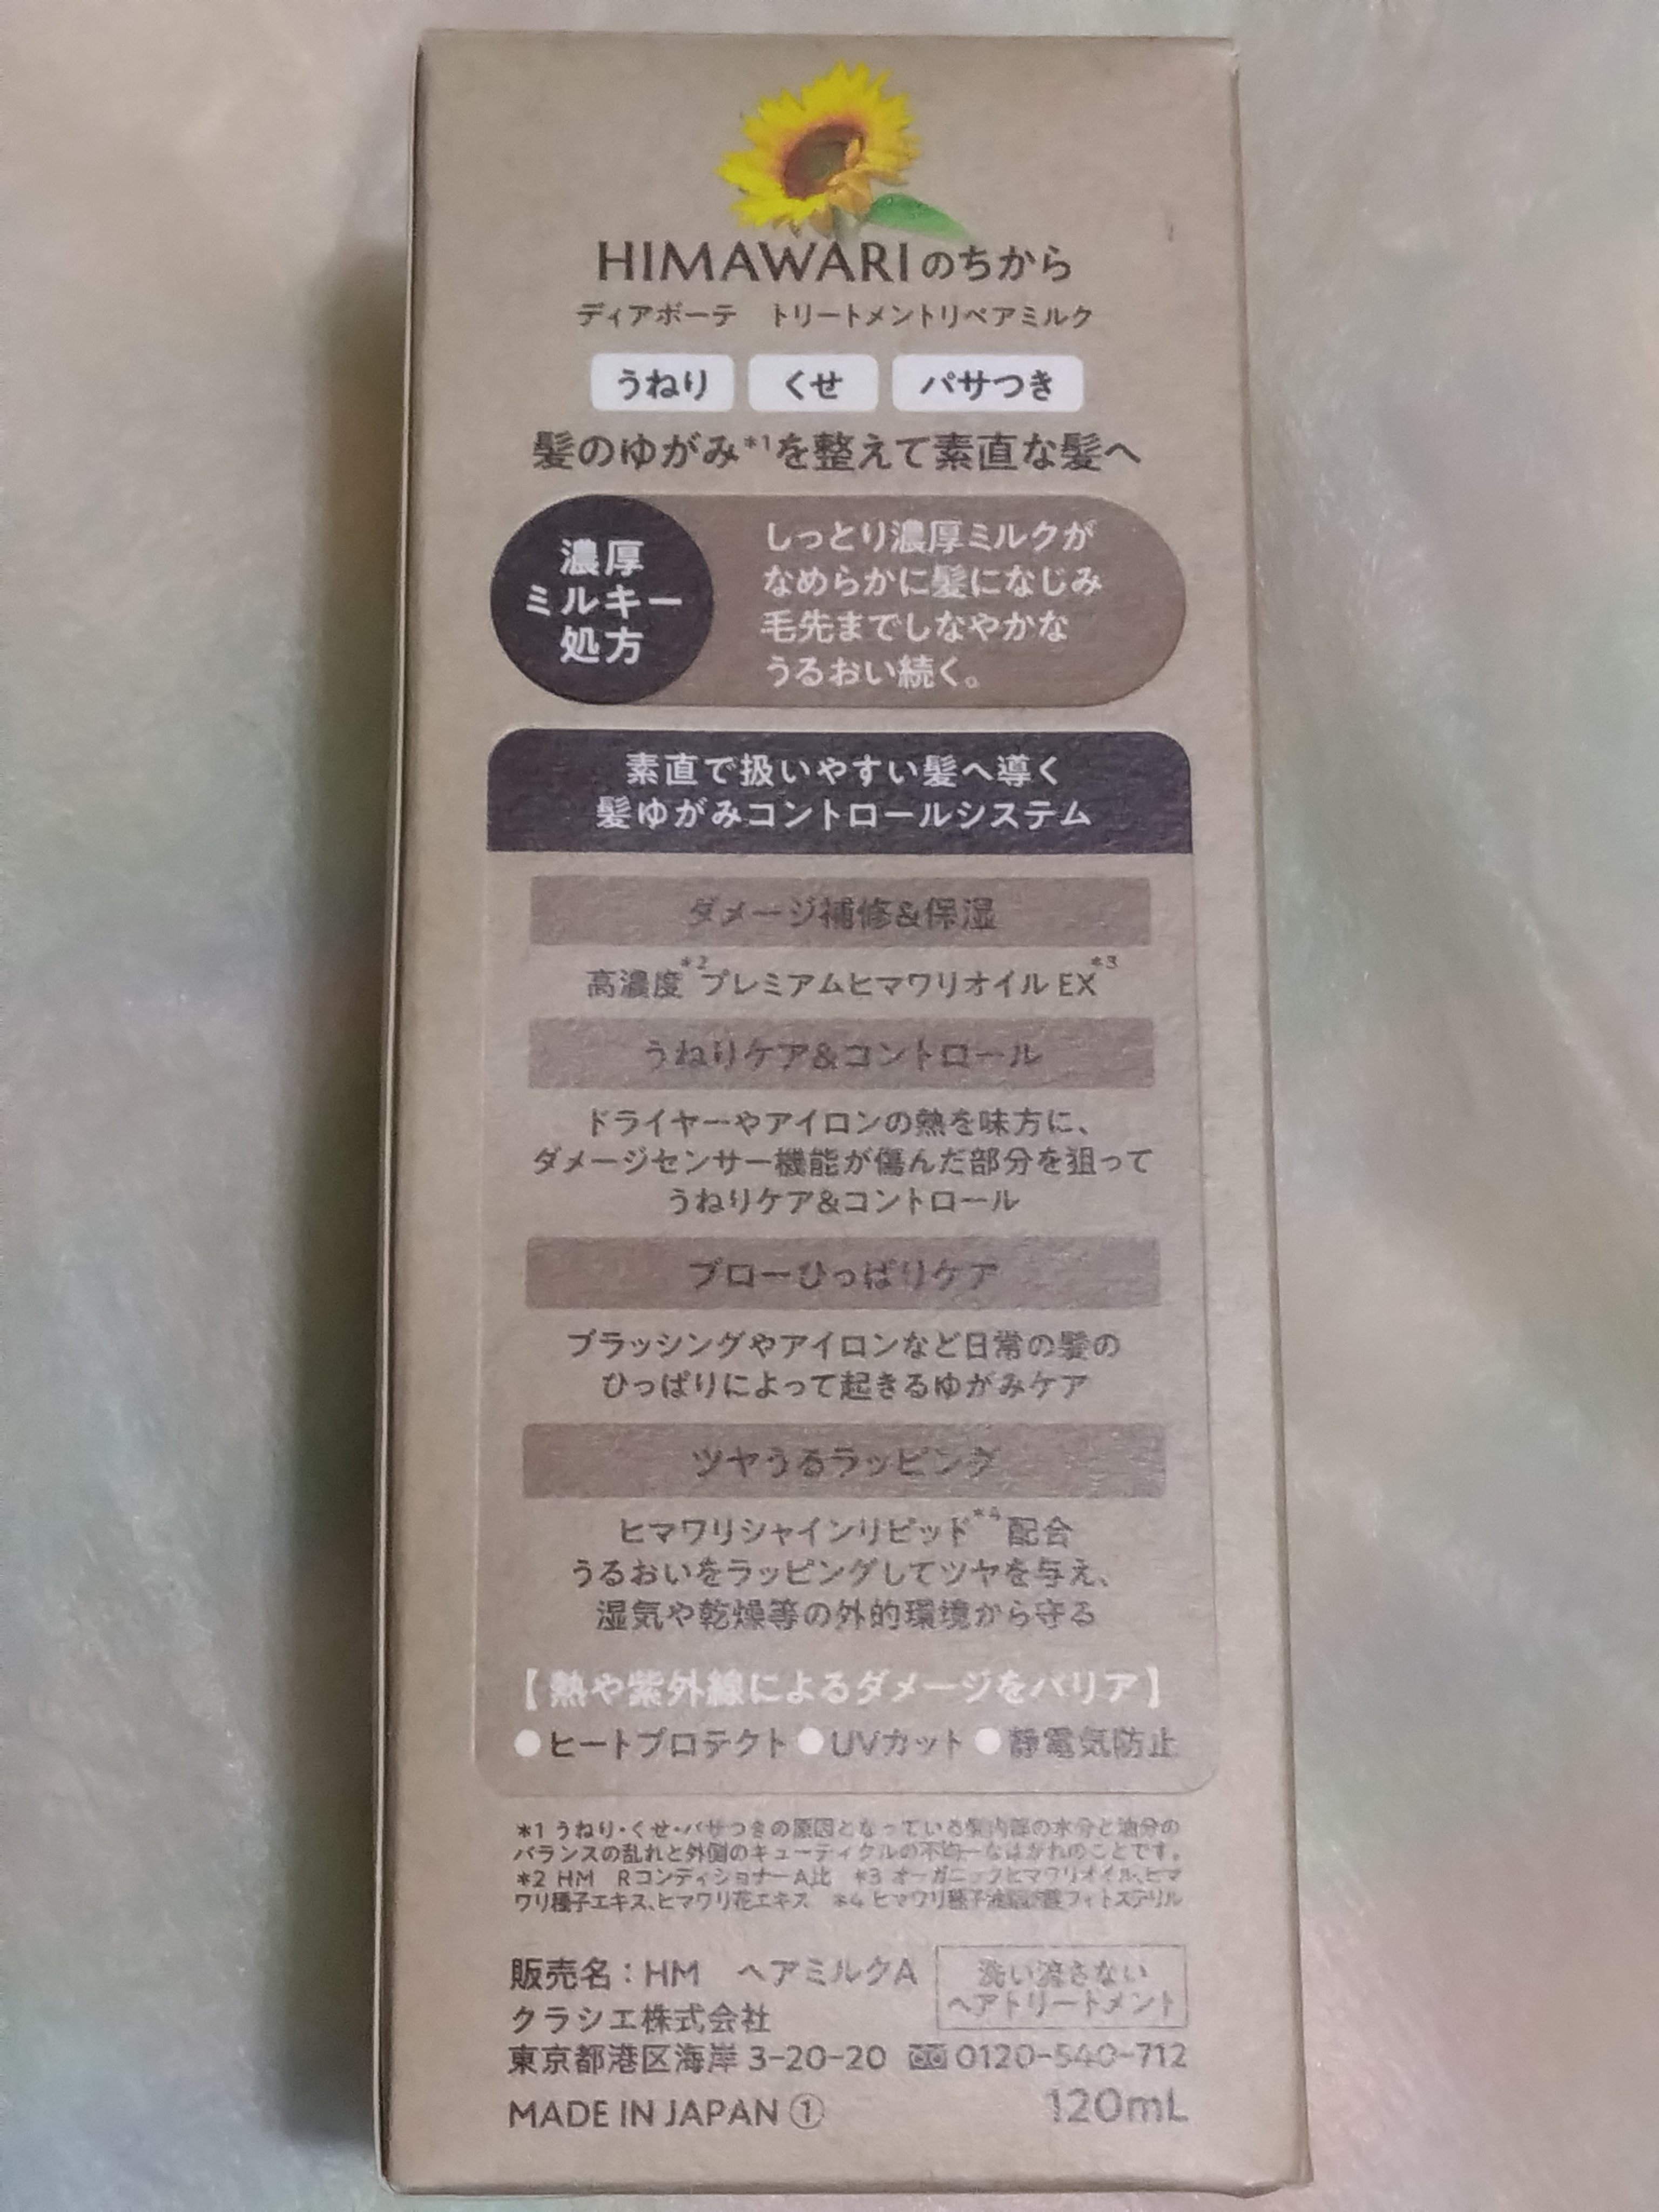 HIMAWARIのちから
ディアボーテ トリートメントリペアミルク
うねり くせ パサつき
髪のゆがみ*1を整えて素直な髪へ
濃厚
ミルキー
処方
しっとり濃厚ミルクが
なめらかに髪になじみ
毛先までしなやかな
うるおい続く。
素直で扱いやすい髪へ導く
髪ゆがみコントロールシステム
ダメージ補修&保湿
高濃度*2プレミアムヒマワリオイルEX*3
うねりケア&コントロール
ドライヤーやアイロンの熱を味方に、
ダメージセンサー機能が傷んだ部分を狙って
うねりケア&コントロール
ブローひっぱりケア
ブラッシングやアイロンなど日常の髪の
ひっぱりによって起きるゆがみケア
ツヤうるラッピング
ヒマワリシャインリピッド*4配合
うるおいをラッピングしてツヤを与え、
湿気や乾燥等の外的環境から守る
【熱や紫外線によるダメージをバリア】
●ヒートプロテクト●UVカット●静電気防止
*1 うねり・くせ・パサつきの原因となっている髪内部の水分と油分の
バランスの乱れと外側のキューティクルの不均一なはがれのことです。
*2 HM RコンディショナーA比 *3 オーガニックヒマワリオイル、ヒマ
ワリ種子エキス、ヒマワリ花エキス *4 ヒマワリ種子油脂肪酸フィトステリル
販売名：HM ヘアミルクA
洗い流さない
ヘアトリートメント
クラシエ株式会社
東京都港区海岸3-20-20 0120-540-712
MADE IN JAPAN ① 120mL